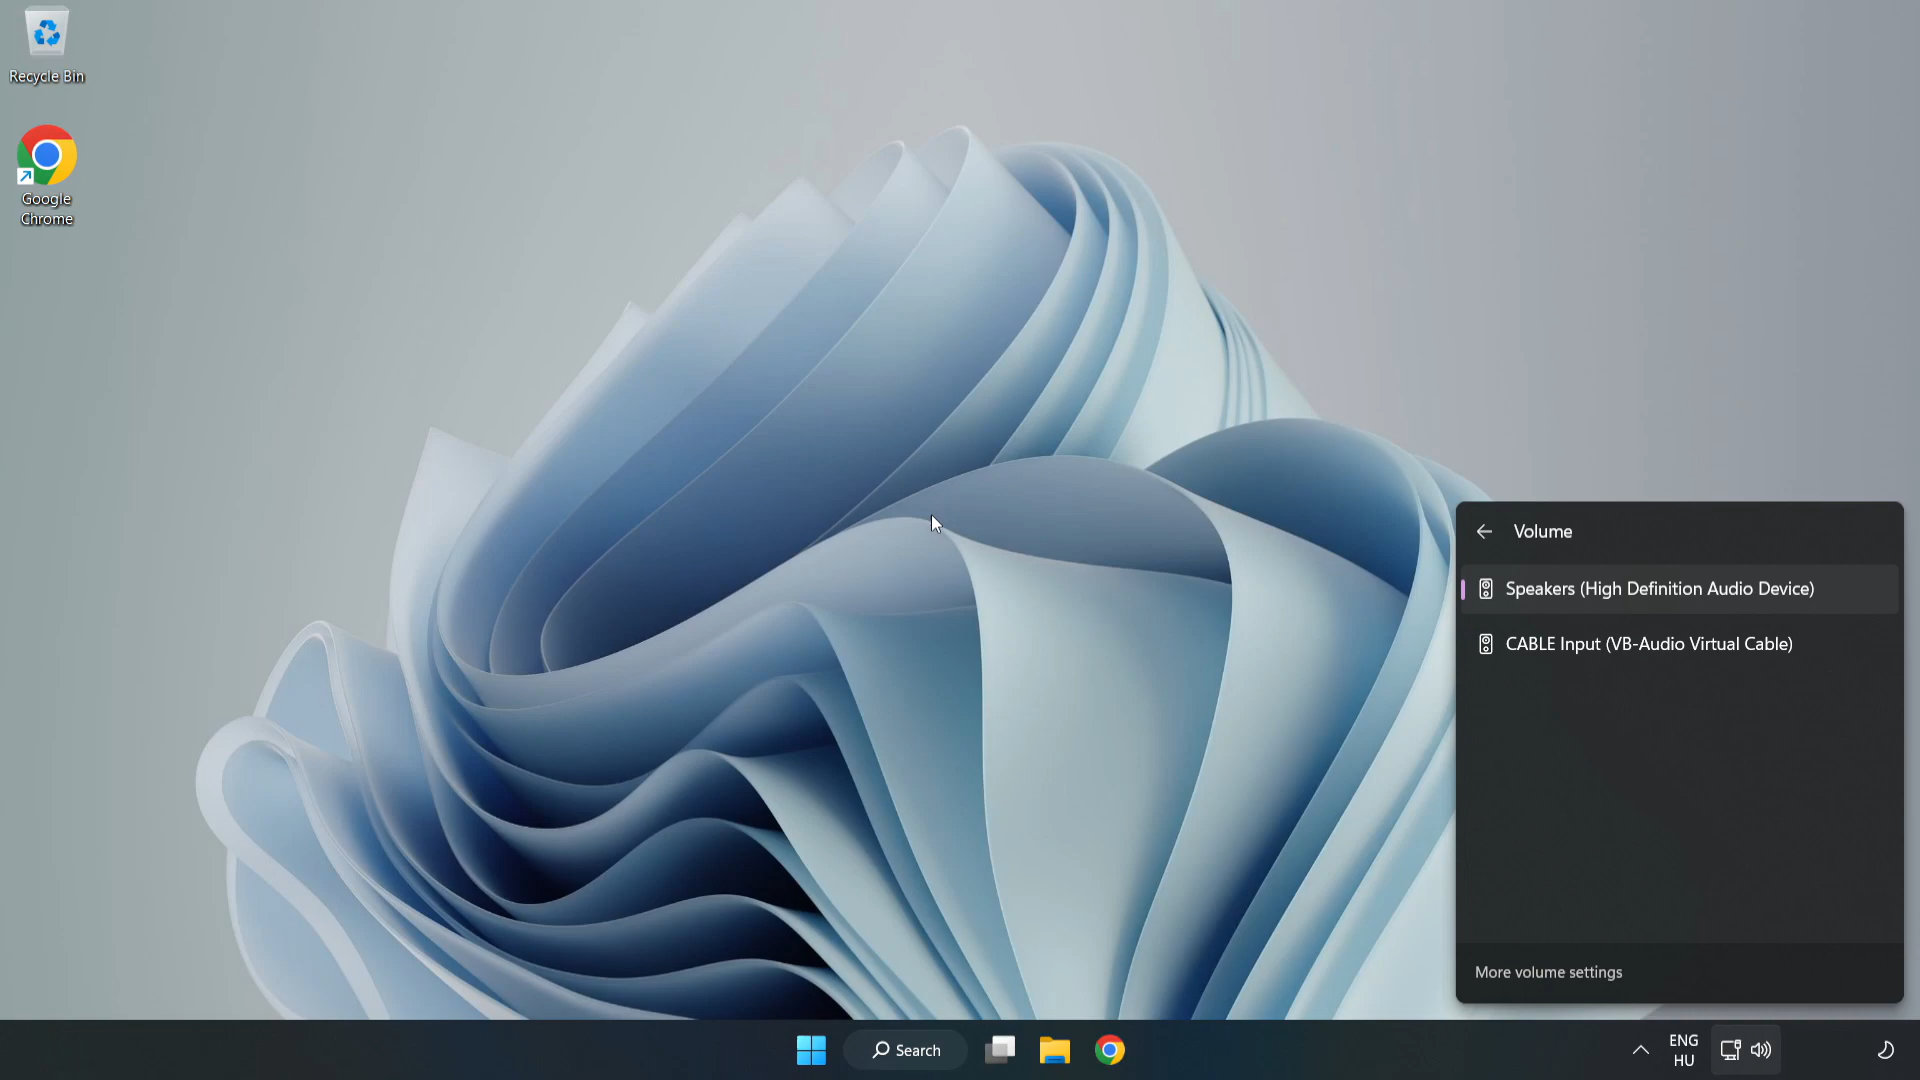 Recycle Bin
Google
Chrome
Volume
Speakers (High Definition Audio Device)
CABLE Input (VB-Audio Virtual Cable)
More volume settings
Search
ENG
HU